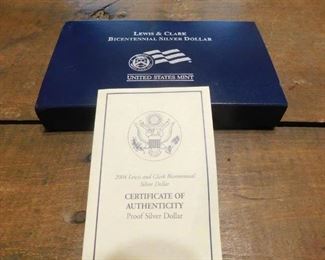 LEWIS & CLARK
BICENTENNIAL SILVER DOLLAR
UNITED STATES MINT
2004 Lewis and Clark Bicentennial
Silver Dollar
CERTIFICATE OF
AUTHENTICITY
Proof Silver Dollar